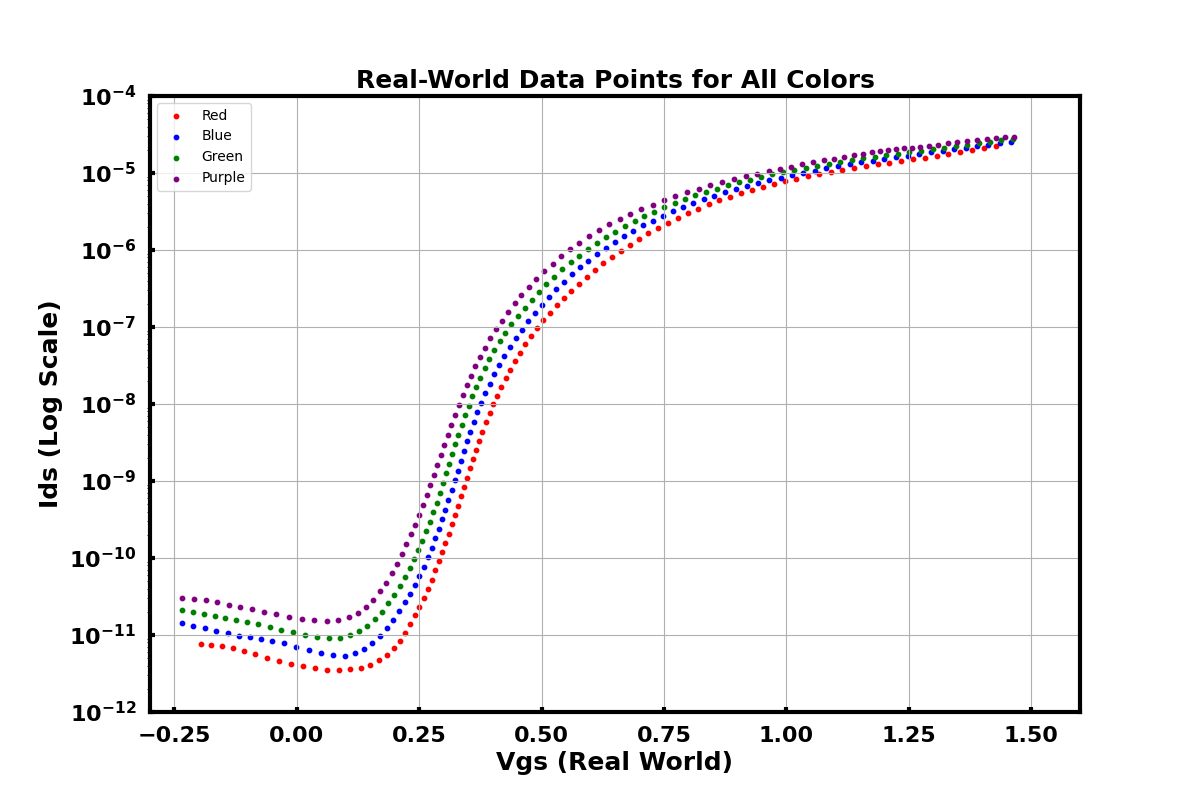 Real-World Data Points for All Colors
10⁻⁴
Red
Blue
Green
Purple
10⁻⁵
10⁻⁶
10⁻⁷
10⁻⁸
10⁻⁹
10⁻¹⁰
10⁻¹¹
10⁻¹²
Ids (Log Scale)
−0.25 0.00 0.25 0.50 0.75 1.00 1.25 1.50
Vgs (Real World)